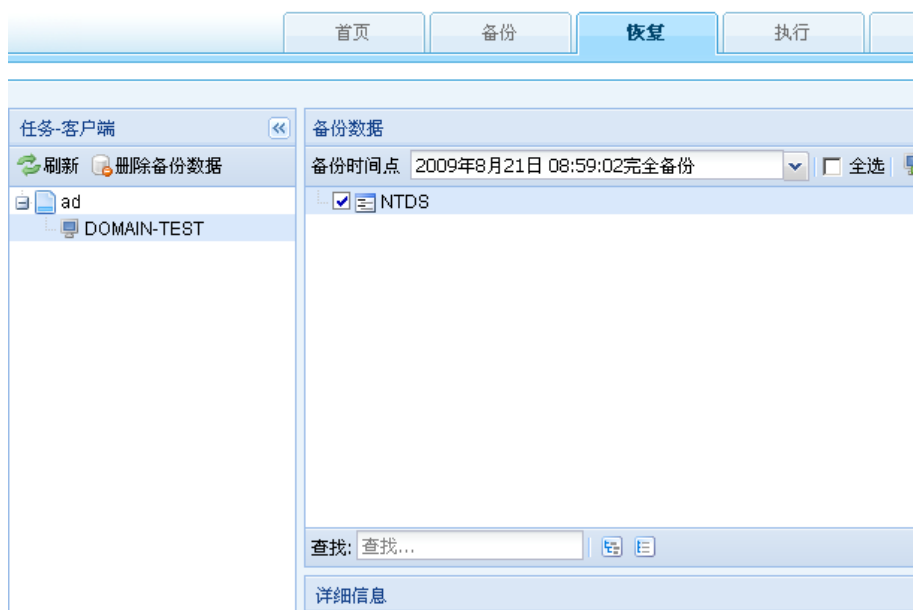 首页 备份 恢复 执行
任务-客户端
刷新 删除备份数据
ad
DOMAIN-TEST
备份数据
备份时间点 2009年8月21日 08:59:02完全备份 全选
NTDS
查找: 查找...
详细信息